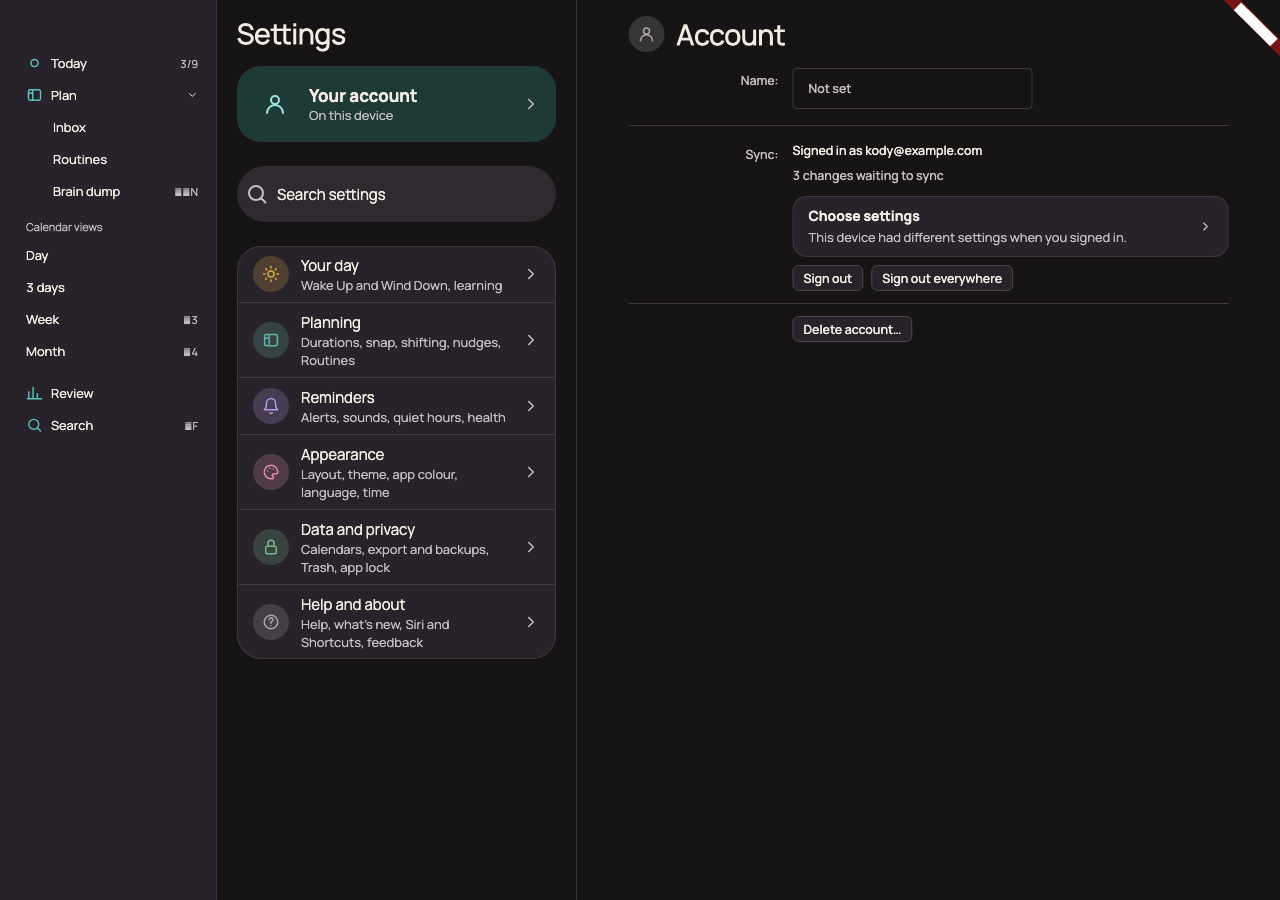 Today 3/9
Plan
Inbox
Routines
Brain dump N
Calendar views
Day
3 days
Week 3
Month 4
Review
Search F
Settings
Your account
On this device
Search settings
Your day
Wake Up and Wind Down, learning
Planning
Durations, snap, shifting, nudges,
Routines
Reminders
Alerts, sounds, quiet hours, health
Appearance
Layout, theme, app colour,
language, time
Data and privacy
Calendars, export and backups,
Trash, app lock
Help and about
Help, what's new, Siri and
Shortcuts, feedback
Account
Name: Not set
Sync: Signed in as kody@example.com
3 changes waiting to sync
Choose settings
This device had different settings when you signed in.
Sign out Sign out everywhere
Delete account…